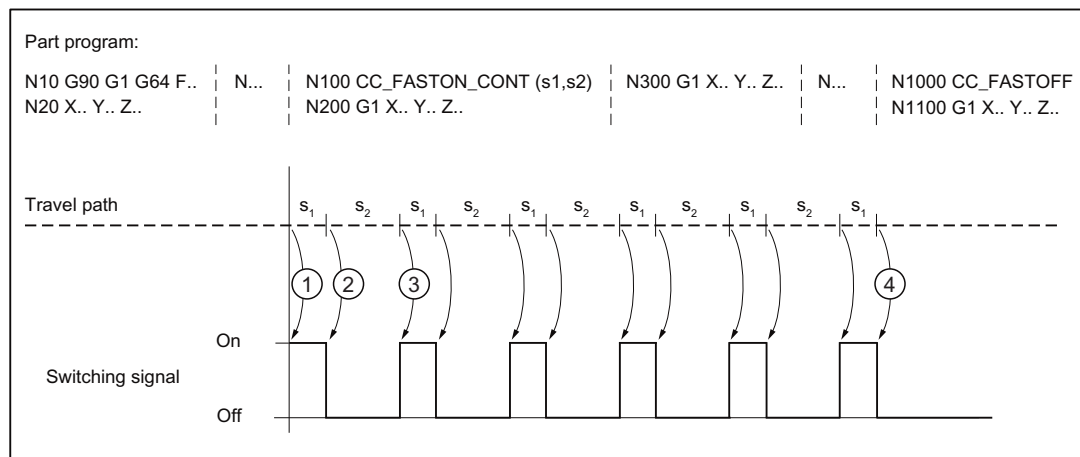 Part program:
N10 G90 G1 G64 F.. N... N100 CC_FASTON_CONT (s1,s2) N300 G1 X.. Y.. Z.. N... N1000 CC_FASTOFF
N20 X.. Y.. Z.. N200 G1 X.. Y.. Z.. N1100 G1 X.. Y.. Z..
Travel path s1 s2 s1 s2 s1 s2 s1 s2 s1 s2 s1
1 2 3 4
On
Switching signal
Off